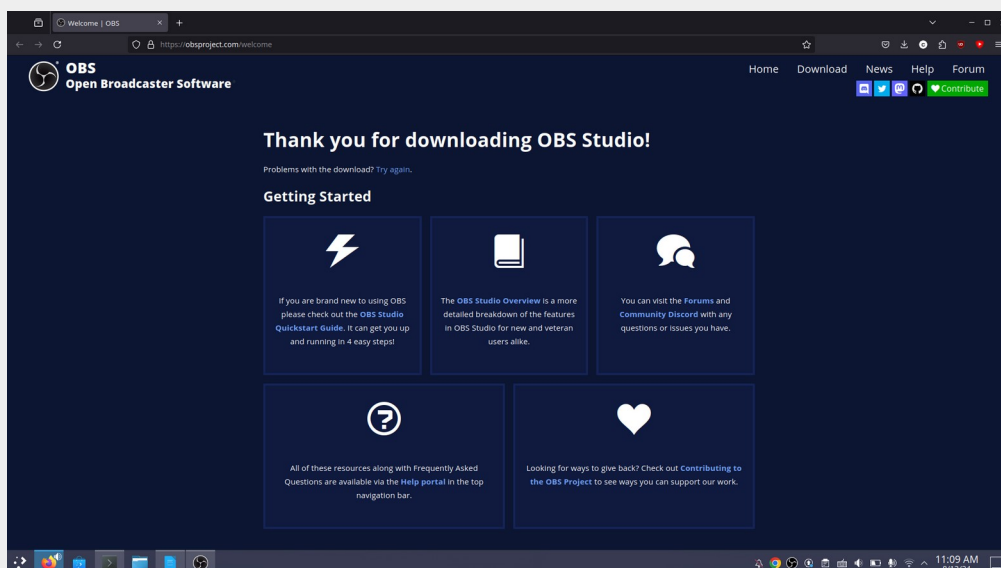 Welcome | OBS
https://obsproject.com/welcome
OBS
Open Broadcaster Software
Home Download News Help Forum
Contribute
Thank you for downloading OBS Studio!
Problems with the download? Try again.
Getting Started
If you are brand new to using OBS
please check out the OBS Studio
Quickstart Guide. It can get you up
and running in 4 easy steps!
The OBS Studio Overview is a more
detailed breakdown of the features
in OBS Studio for new and veteran
users alike.
You can visit the Forums and
Community Discord with any
questions or issues you have.
All of these resources along with Frequently Asked
Questions are available via the Help portal in the top
navigation bar.
Looking for ways to give back? Check out Contributing to
the OBS Project to see ways you can support our work.
11:09 AM